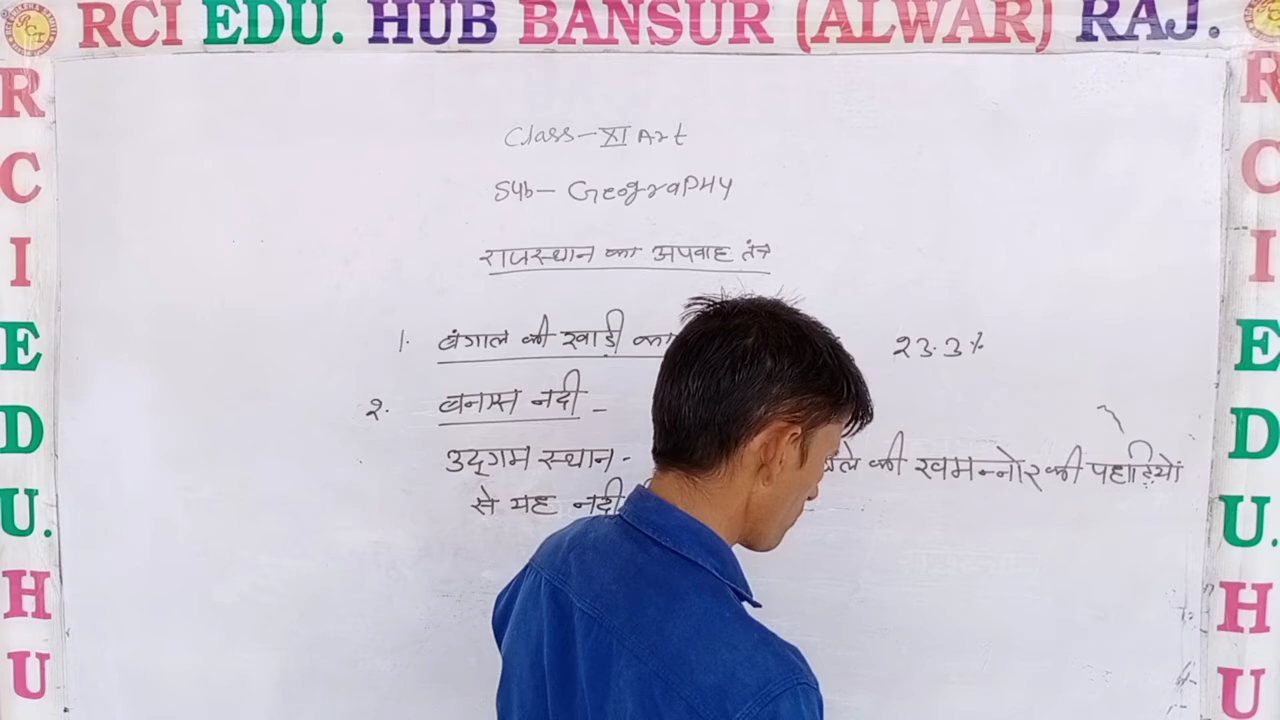 RCI EDU. HUB BANSUR (ALWAR) RAJ.
R C I E D U. H U
R C I E D U. H U
Class-XI Art
Sub- Geography
राजस्थान का अपवाह तंत्र
1. बंगाल की खाड़ी का 23.3%
2. बनास नदी -
उद्गम स्थान- की खमन्नोर की पहाड़ियों
से यह नदी